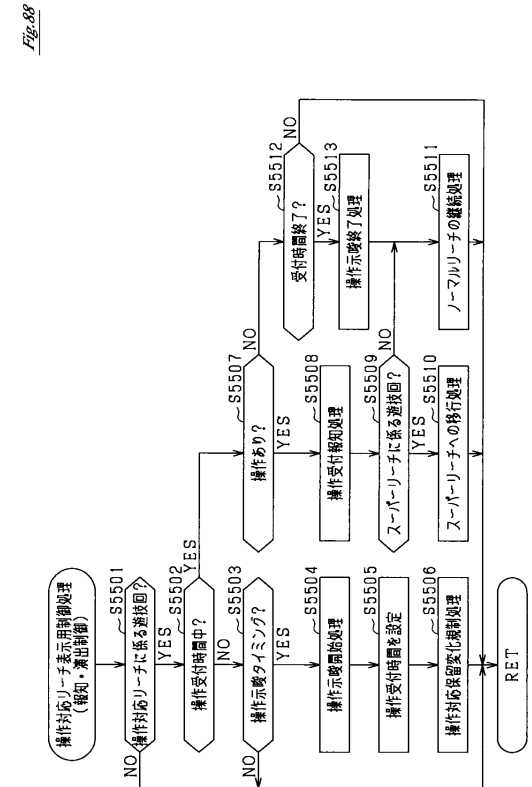 Fig.88
操作対応リーチ表示用制御処理
(報知・演出制御)
S5501
操作対応リーチに係る遊技回?
NO
YES
S5502
操作受付時間中?
YES
NO
S5503
操作示唆タイミング?
NO
YES
S5504
操作示唆開始処理
S5505
操作受付時間を設定
S5506
操作対応保留変化規制処理
RET
S5507
操作あり?
NO
YES
S5508
操作受付報知処理
S5509
スーパーリーチに係る遊技回?
NO
YES
S5510
スーパーリーチへの移行処理
S5512
受付時間終了?
NO
YES
S5513
操作示唆終了処理
S5511
ノーマルリーチの継続処理